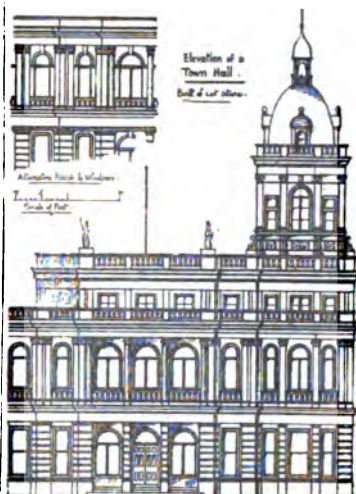 Elevation of a
Town Hall.
Built of cut stone.
Alternative Finish to Windows.
Scale of Feet.